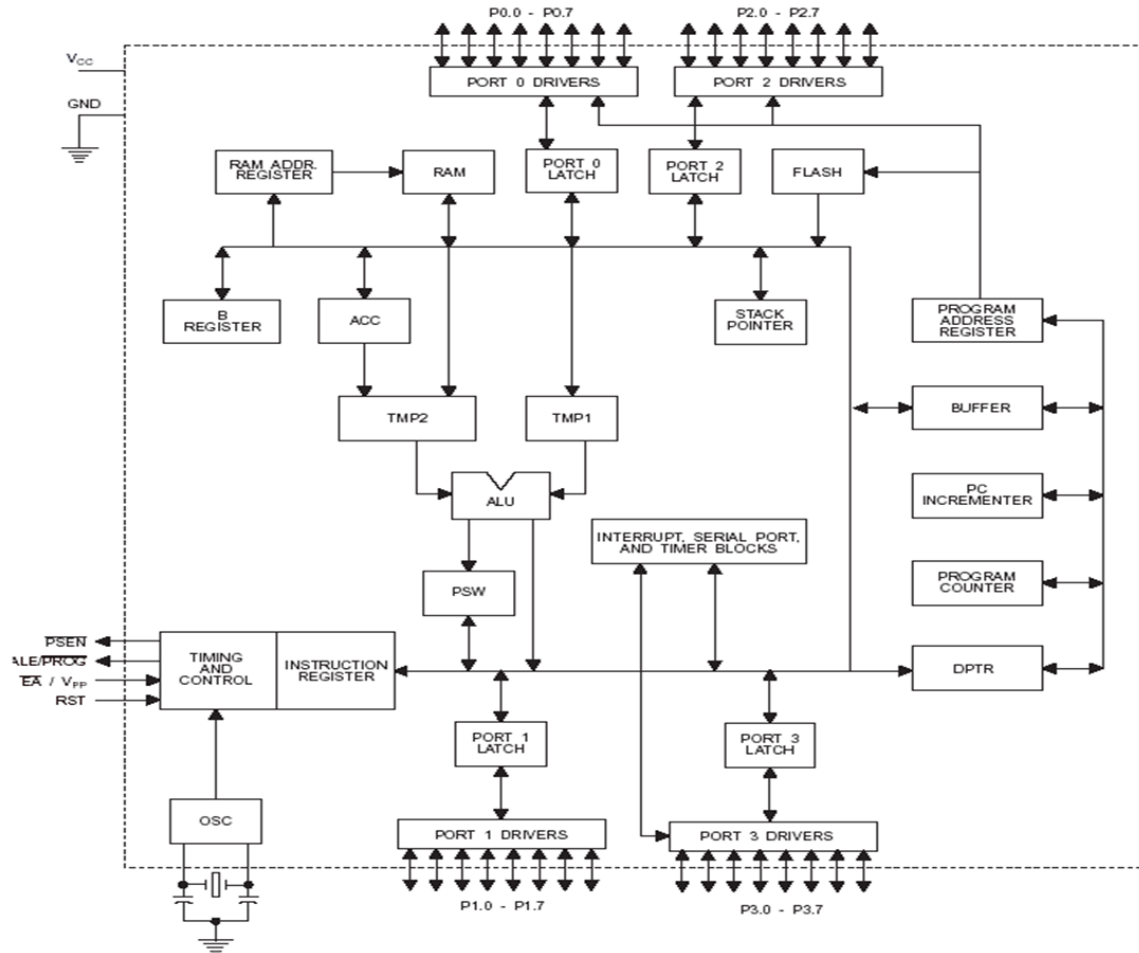 P0.0 - P0.7
P2.0 - P2.7
VCC
PORT 0 DRIVERS
PORT 2 DRIVERS
GND
RAM ADDR.
REGISTER
RAM
PORT 0
LATCH
PORT 2
LATCH
FLASH
B
REGISTER
ACC
STACK
POINTER
PROGRAM
ADDRESS
REGISTER
TMP2
TMP1
BUFFER
ALU
PC
INCREMENTER
INTERRUPT, SERIAL PORT,
AND TIMER BLOCKS
PSW
PROGRAM
COUNTER
PSEN
ALE/PROG
EA / VPP
RST
TIMING
AND
CONTROL
INSTRUCTION
REGISTER
DPTR
PORT 1
LATCH
PORT 3
LATCH
OSC
PORT 1 DRIVERS
PORT 3 DRIVERS
P1.0 - P1.7
P3.0 - P3.7